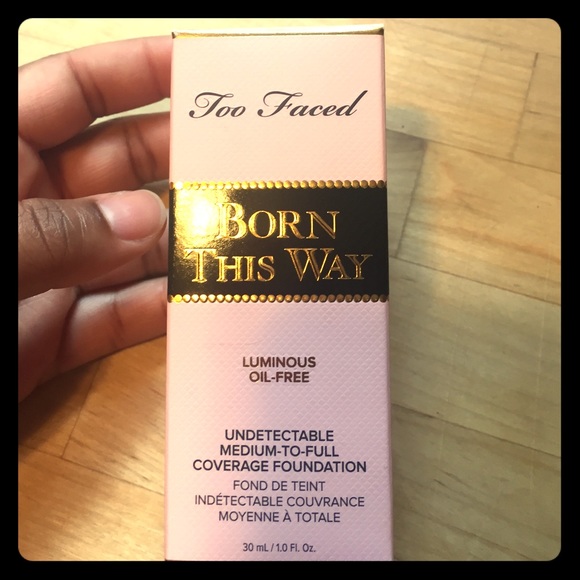 Too Faced
BORN
THIS WAY
LUMINOUS
OIL-FREE
UNDETECTABLE
MEDIUM-TO-FULL
COVERAGE FOUNDATION
FOND DE TEINT
INDÉTECTABLE COUVRANCE
MOYENNE À TOTALE
30 mL / 1.0 Fl. Oz.